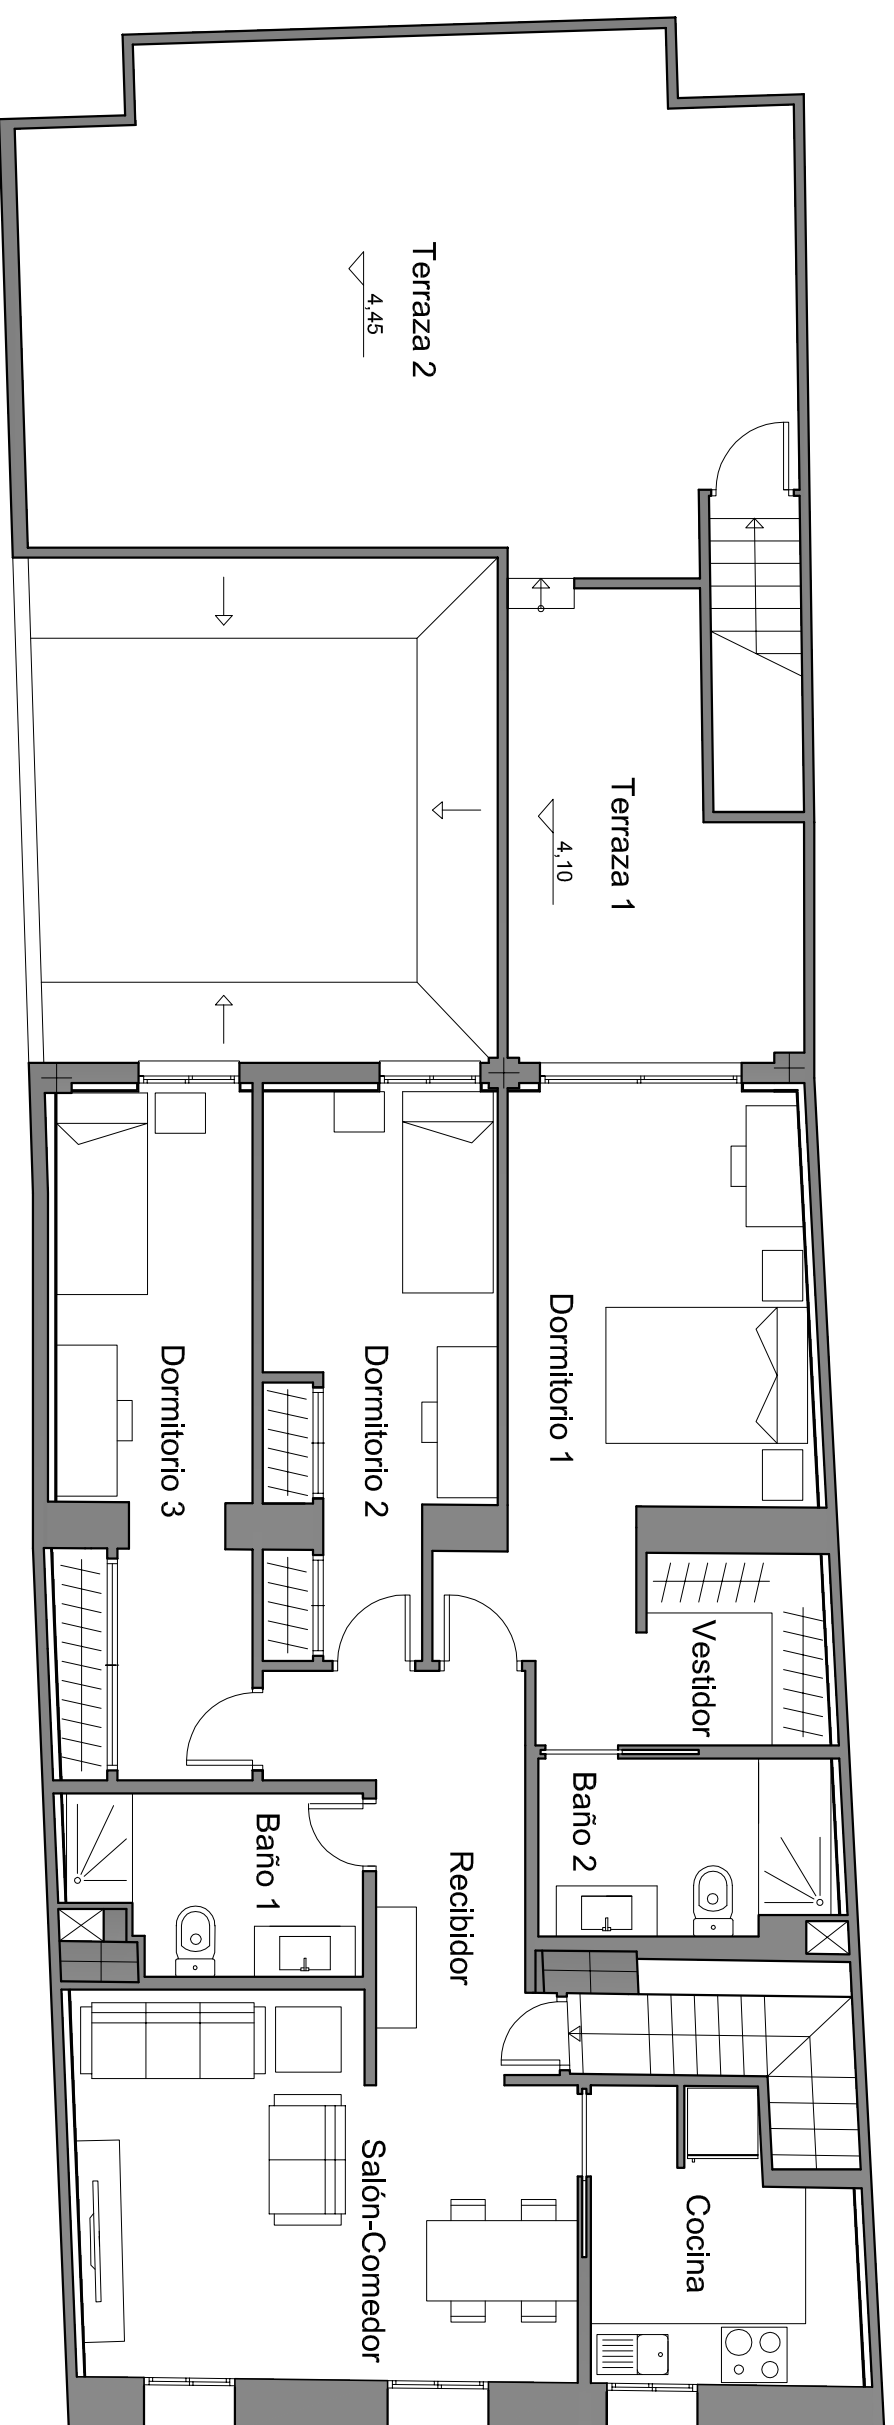 Terraza 2
4,45
Terraza 1
4,10
Dormitorio 1
Dormitorio 2
Dormitorio 3
Vestidor
Baño 2
Baño 1
Recibidor
Salón-Comedor
Cocina